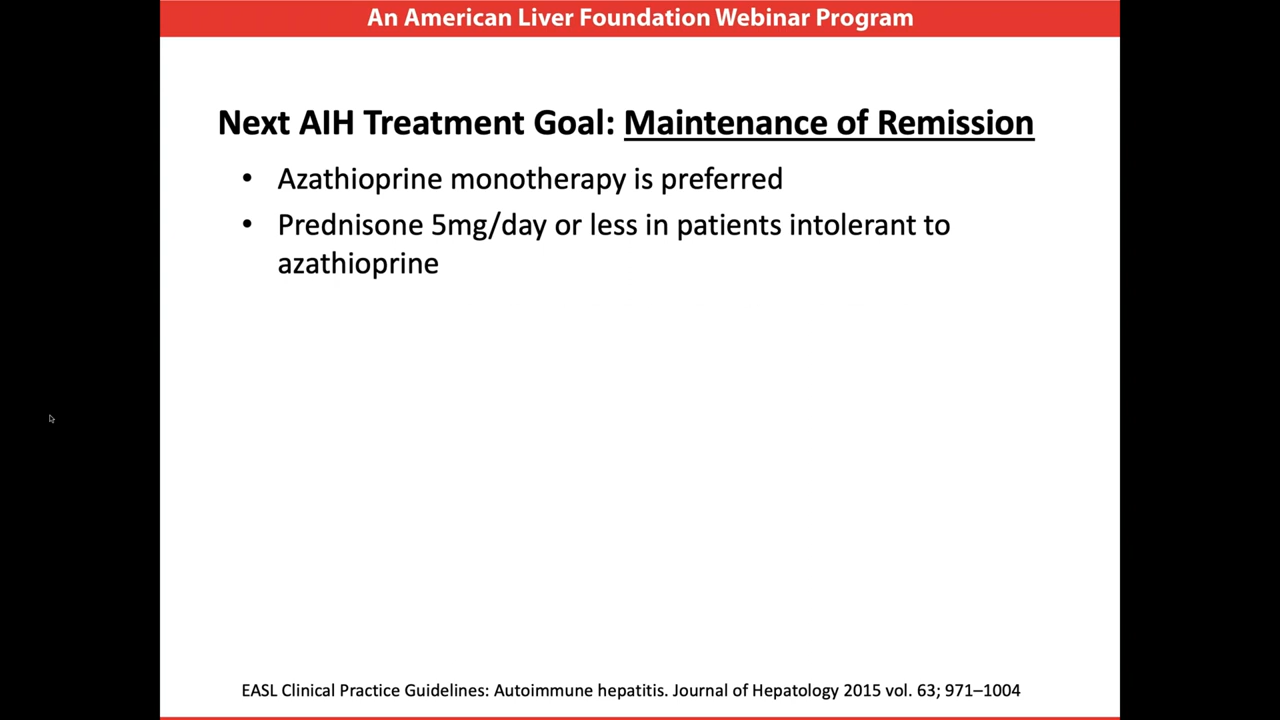 An American Liver Foundation Webinar Program
Next AIH Treatment Goal: Maintenance of Remission
• Azathioprine monotherapy is preferred
• Prednisone 5mg/day or less in patients intolerant to
azathioprine
EASL Clinical Practice Guidelines: Autoimmune hepatitis. Journal of Hepatology 2015 vol. 63; 971–1004